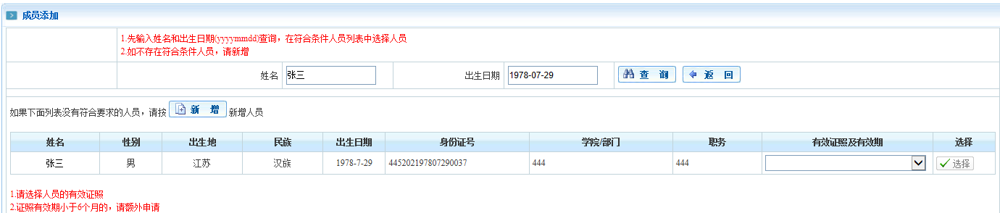 成员添加
1.先输入姓名和出生日期(yyyymmdd)查询，在符合条件人员列表中选择人员
2.如不存在符合条件人员，请新增
姓名 张三 出生日期 1978-07-29 查 询 返 回
如果下面列表没有符合要求的人员，请按 新 增 新增人员
姓名 性别 出生地 民族 出生日期 身份证号 学院/部门 职务 有效证照及有效期 选择
张三 男 江苏 汉族 1978-7-29 445202197807290037 444 444 选择
1.请选择人员的有效证照
2.证照有效期小于6个月的，请额外申请